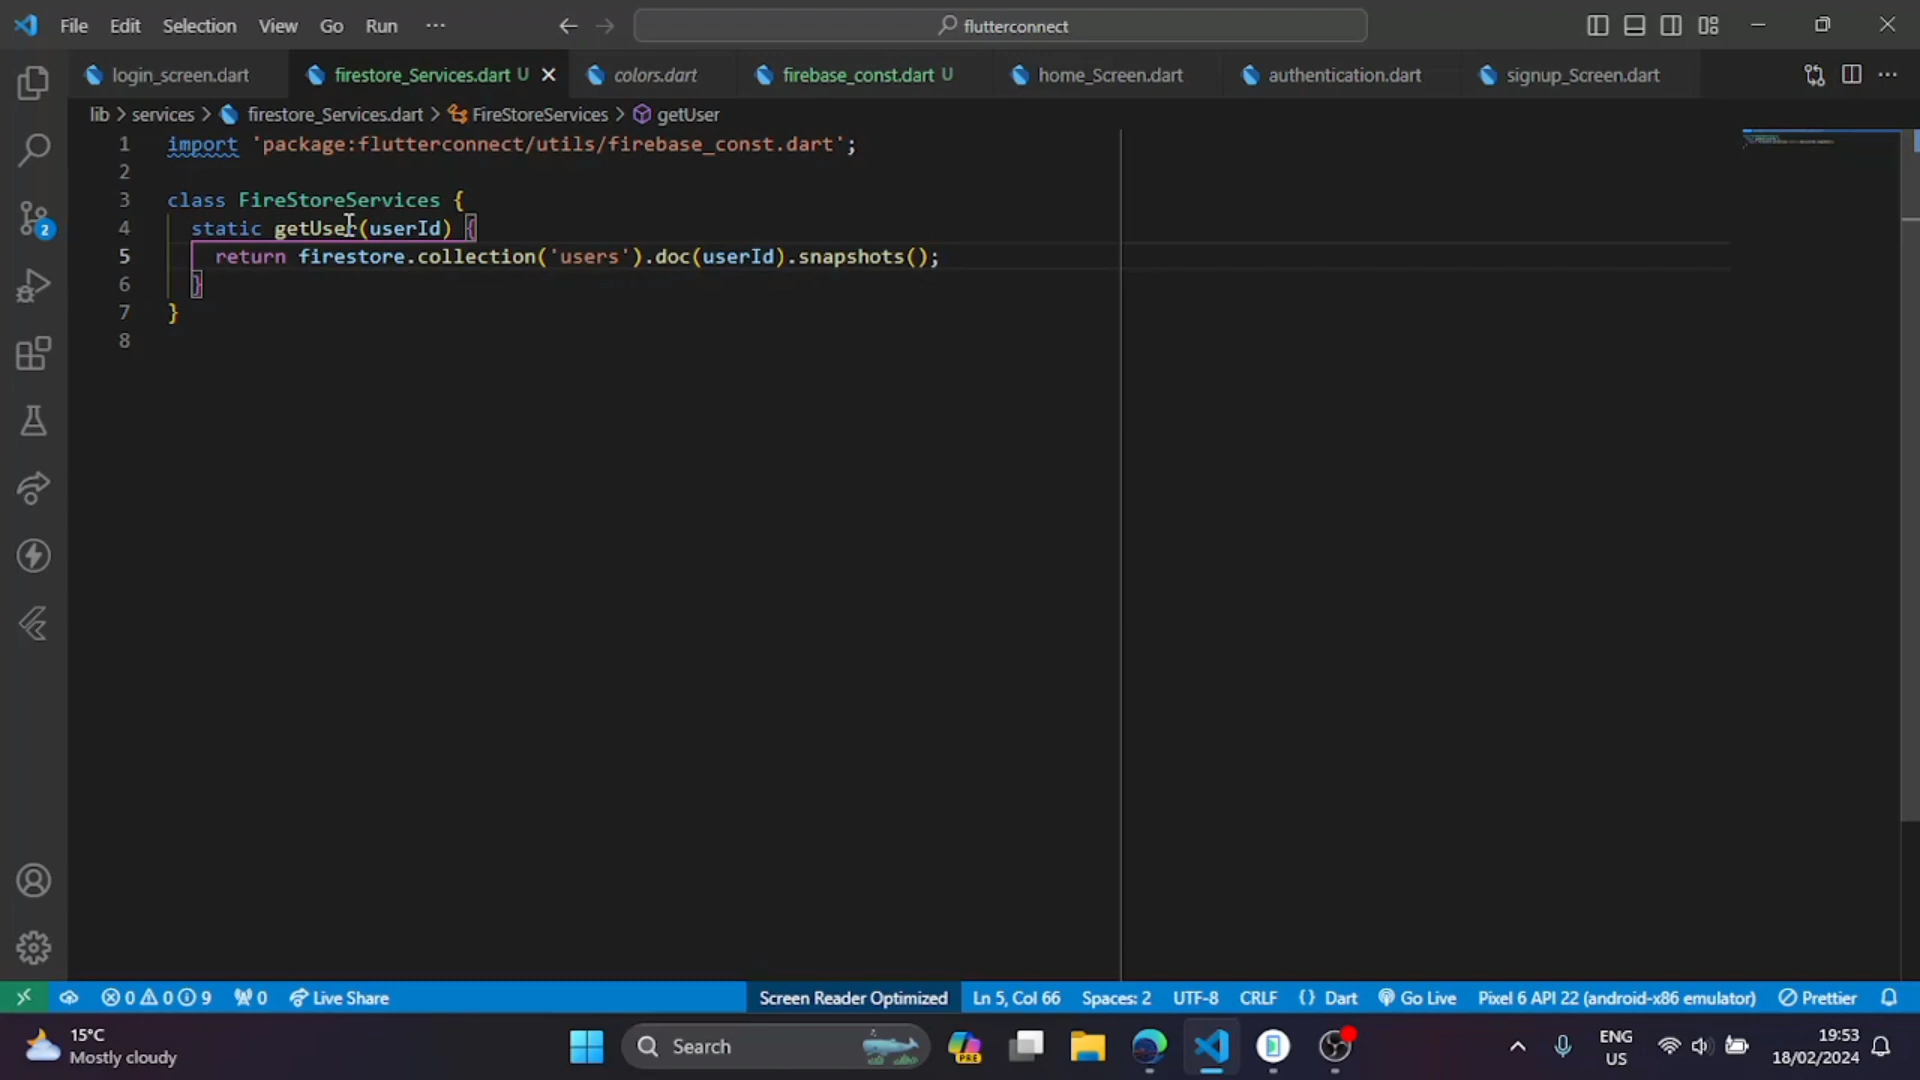 File Edit Selection View Go Run ···
flutterconnect
login_screen.dart firestore_Services.dart U colors.dart firebase_const.dart U home_Screen.dart authentication.dart signup_Screen.dart
lib > services > firestore_Services.dart > FireStoreServices > getUser
1 import 'package:flutterconnect/utils/firebase_const.dart';
2
3 class FireStoreServices {
4 static getUser(userId) {
5 return firestore.collection('users').doc(userId).snapshots();
6 }
7 }
8
2
0 0 9 0 Live Share Screen Reader Optimized Ln 5, Col 66 Spaces: 2 UTF-8 CRLF {} Dart Go Live Pixel 6 API 22 (android-x86 emulator) Prettier
15°C
Mostly cloudy
Search
PRE
ENG
US
19:53
18/02/2024